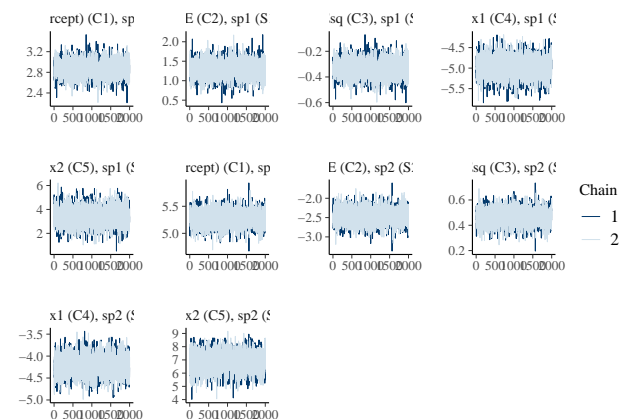 rcept) (C1), sp
E (C2), sp1 (S
sq (C3), sp1 (S
x1 (C4), sp1 (S
3.2
2.8
2.4
2.0
1.5
1.0
0.5
−0.2
−0.4
−0.6
−4.5
−5.0
−5.5
0 500 1000 1500 2000
0 500 1000 1500 2000
0 500 1000 1500 2000
0 500 1000 1500 2000
x2 (C5), sp1 (S
rcept) (C1), sp
E (C2), sp2 (S
sq (C3), sp2 (S
6
4
2
5.5
5.0
−2.0
−2.5
−3.0
0.6
0.4
0.2
0 500 1000 1500 2000
0 500 1000 1500 2000
0 500 1000 1500 2000
0 500 1000 1500 2000
Chain
1
2
x1 (C4), sp2 (S
x2 (C5), sp2 (S
−3.5
−4.0
−4.5
−5.0
9
8
7
6
5
4
0 500 1000 1500 2000
0 500 1000 1500 2000